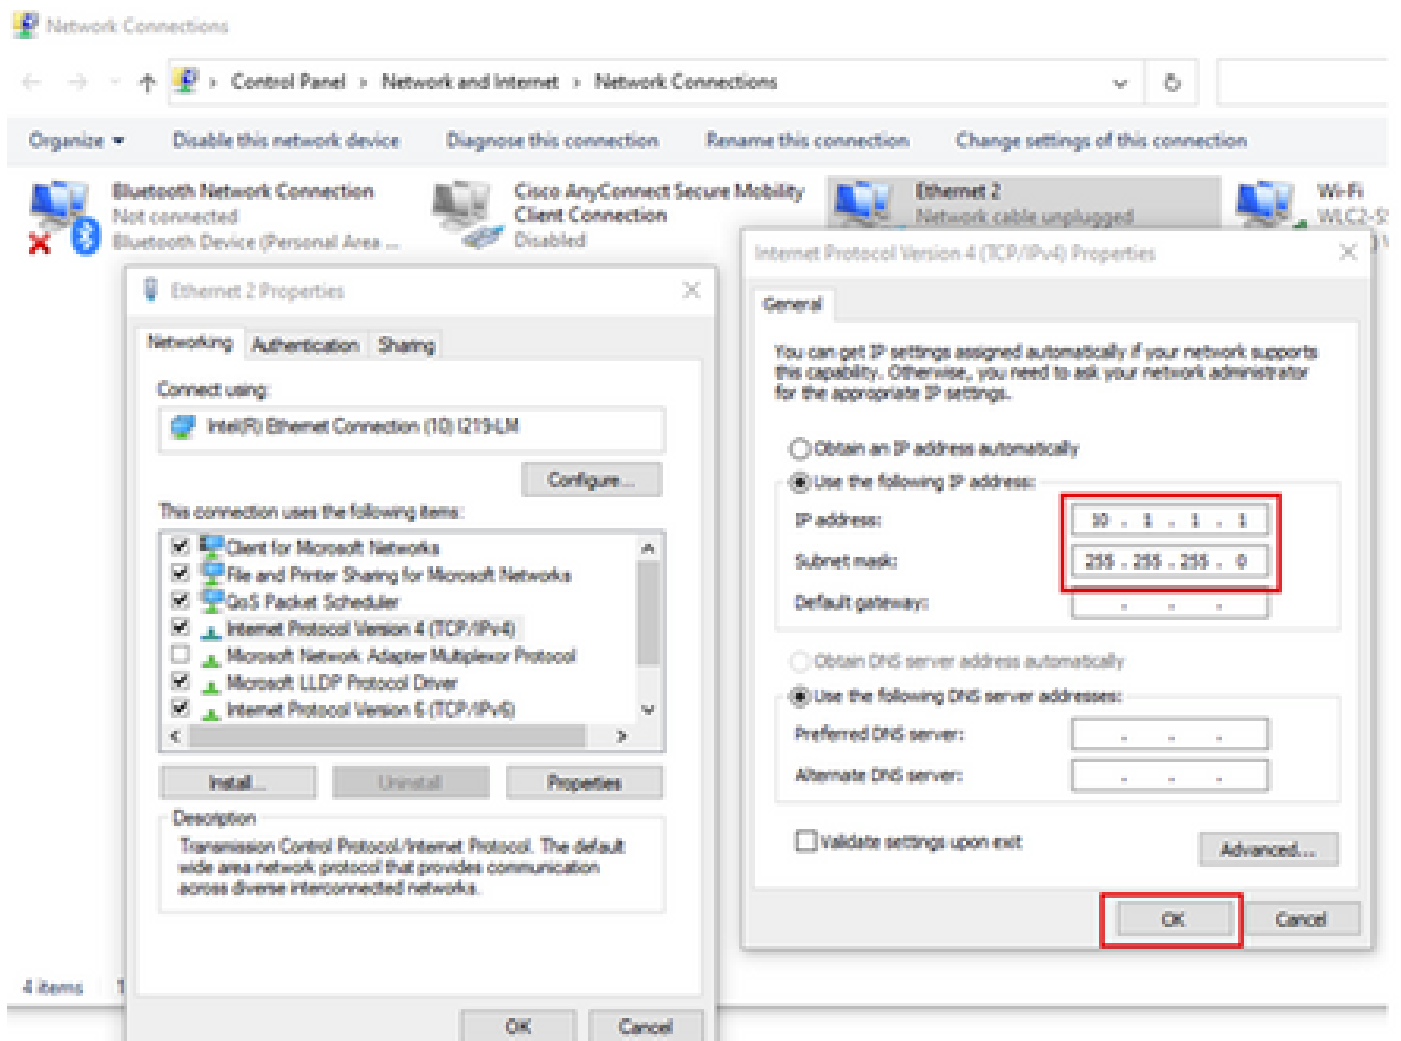 Network Connections
Control Panel > Network and Internet > Network Connections
Organize Disable this network device Diagnose this connection Rename this connection Change settings of this connection
Bluetooth Network Connection
Not connected
Bluetooth Device (Personal Area ...
Cisco AnyConnect Secure Mobility
Client Connection
Disabled
Ethernet 2
Network cable unplugged
Wi-Fi
Ethernet 2 Properties
Networking Authentication Sharing
Connect using:
Intel(R) Ethernet Connection (10) I219-LM
Configure...
This connection uses the following items:
Client for Microsoft Networks
File and Printer Sharing for Microsoft Networks
QoS Packet Scheduler
Internet Protocol Version 4 (TCP/IPv4)
Microsoft Network Adapter Multiplexor Protocol
Microsoft LLDP Protocol Driver
Internet Protocol Version 6 (TCP/IPv6)
Install... Uninstall Properties
Description
Transmission Control Protocol/Internet Protocol. The default
wide area network protocol that provides communication
across diverse interconnected networks.
OK Cancel
4 items
Internet Protocol Version 4 (TCP/IPv4) Properties
General
You can get IP settings assigned automatically if your network supports
this capability. Otherwise, you need to ask your network administrator
for the appropriate IP settings.
Obtain an IP address automatically
Use the following IP address:
IP address: 10 . 1 . 1 . 1
Subnet mask: 255 . 255 . 255 . 0
Default gateway: . . .
Obtain DNS server address automatically
Use the following DNS server addresses:
Preferred DNS server: . . .
Alternate DNS server: . . .
Validate settings upon exit
Advanced...
OK Cancel